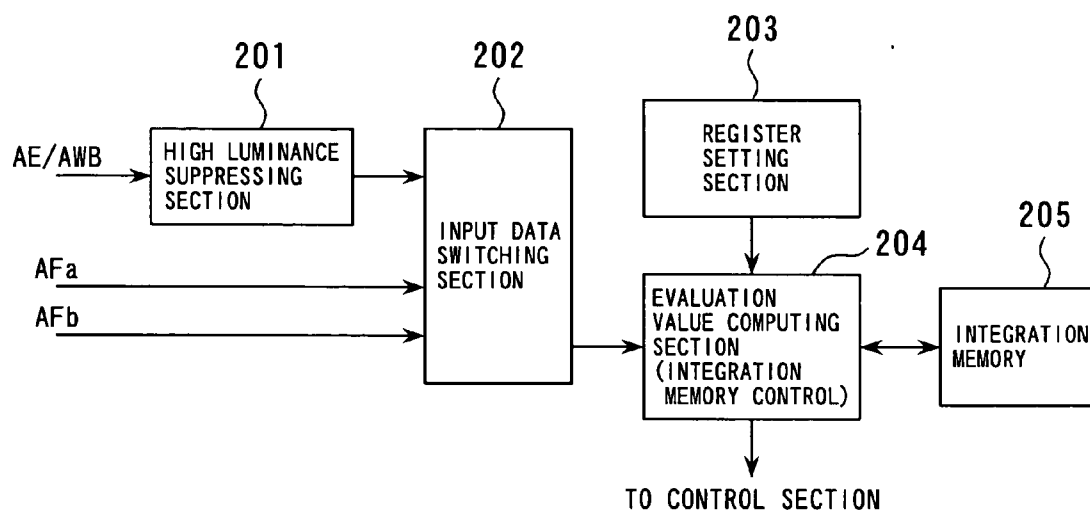 201
202
203
AE/AWB
HIGH LUMINANCE
SUPPRESSING
SECTION
REGISTER
SETTING
SECTION
INPUT DATA
SWITCHING
SECTION
204
205
AFa
AFb
EVALUATION
VALUE COMPUTING
SECTION
(INTEGRATION
MEMORY CONTROL)
INTEGRATION
MEMORY
TO CONTROL SECTION